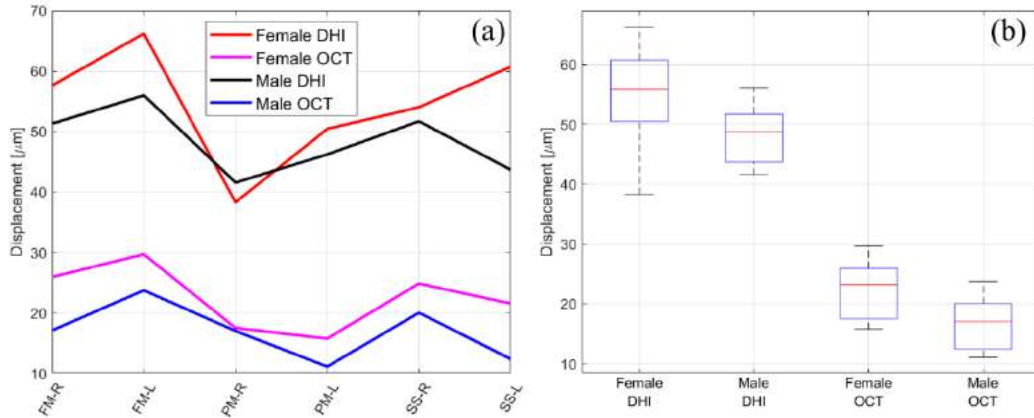 (a)
Female DHI
Female OCT
Male DHI
Male OCT
Displacement [μm]
70
60
50
40
30
20
10
FM-R
FM-L
PM-R
PM-L
SS-R
SS-L
(b)
Displacement [μm]
60
50
40
30
20
10
Female
DHI
Male
DHI
Female
OCT
Male
OCT